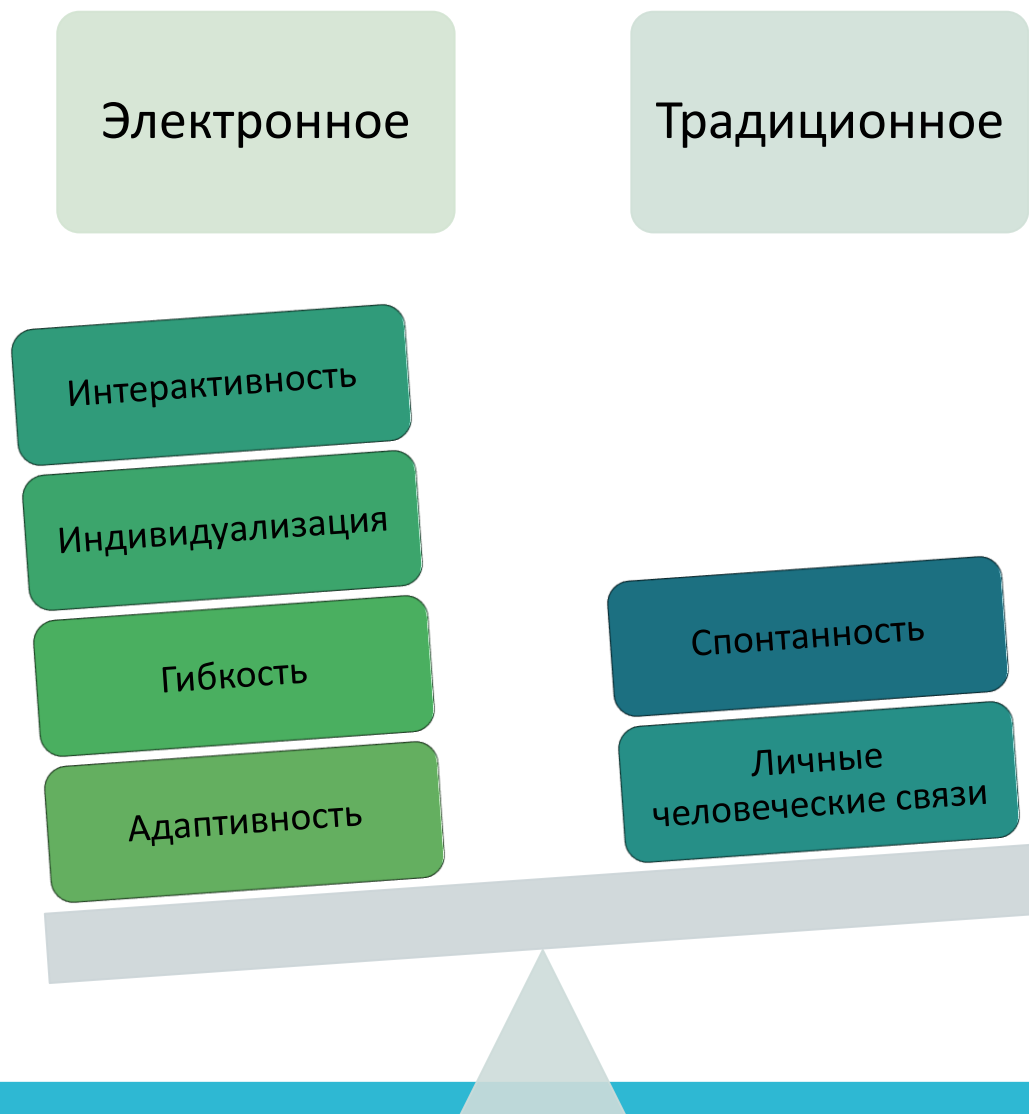 Электронное
Традиционное
Интерактивность
Индивидуализация
Гибкость
Адаптивность
Спонтанность
Личные
человеческие связи